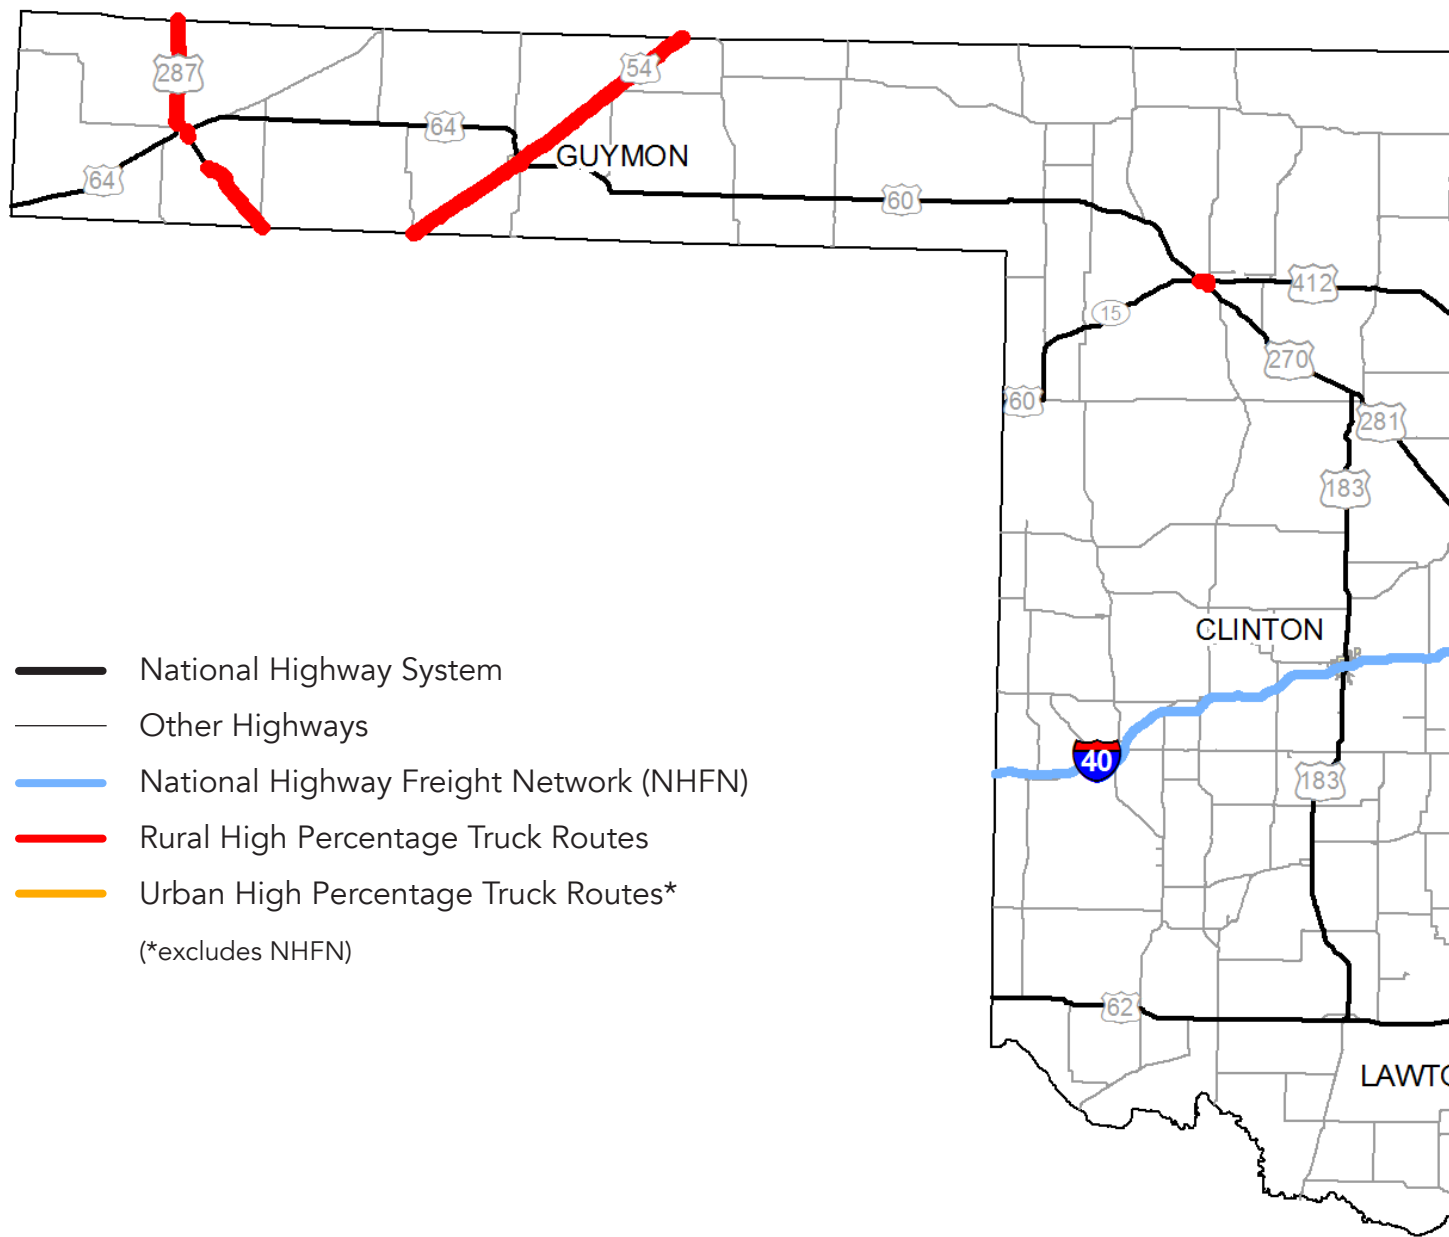 287
54
64
GUYMON
64
60
412
15
270
60
281
183
CLINTON
National Highway System
Other Highways
40
National Highway Freight Network (NHFN)
183
Rural High Percentage Truck Routes
Urban High Percentage Truck Routes*
(*excludes NHFN)
62
LAWTO